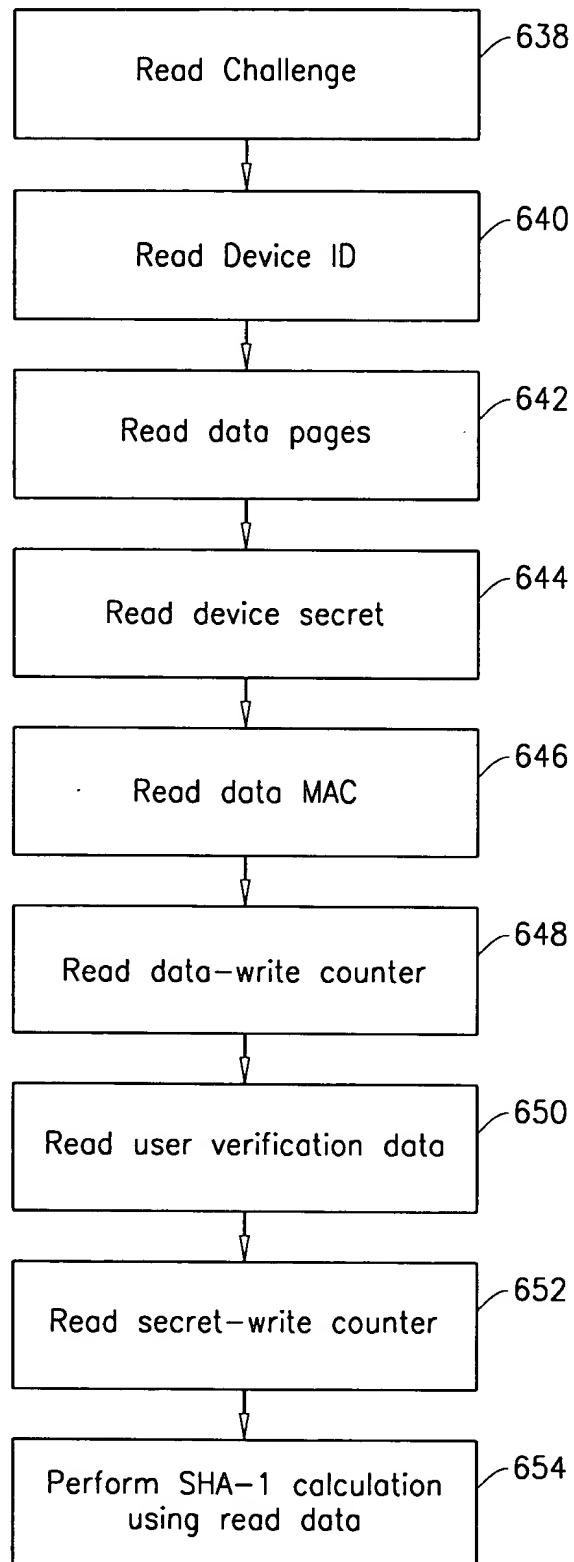 Read Challenge
638
Read Device ID
640
Read data pages
642
Read device secret
644
Read data MAC
646
Read data-write counter
648
Read user verification data
650
Read secret-write counter
652
Perform SHA-1 calculation
using read data
654